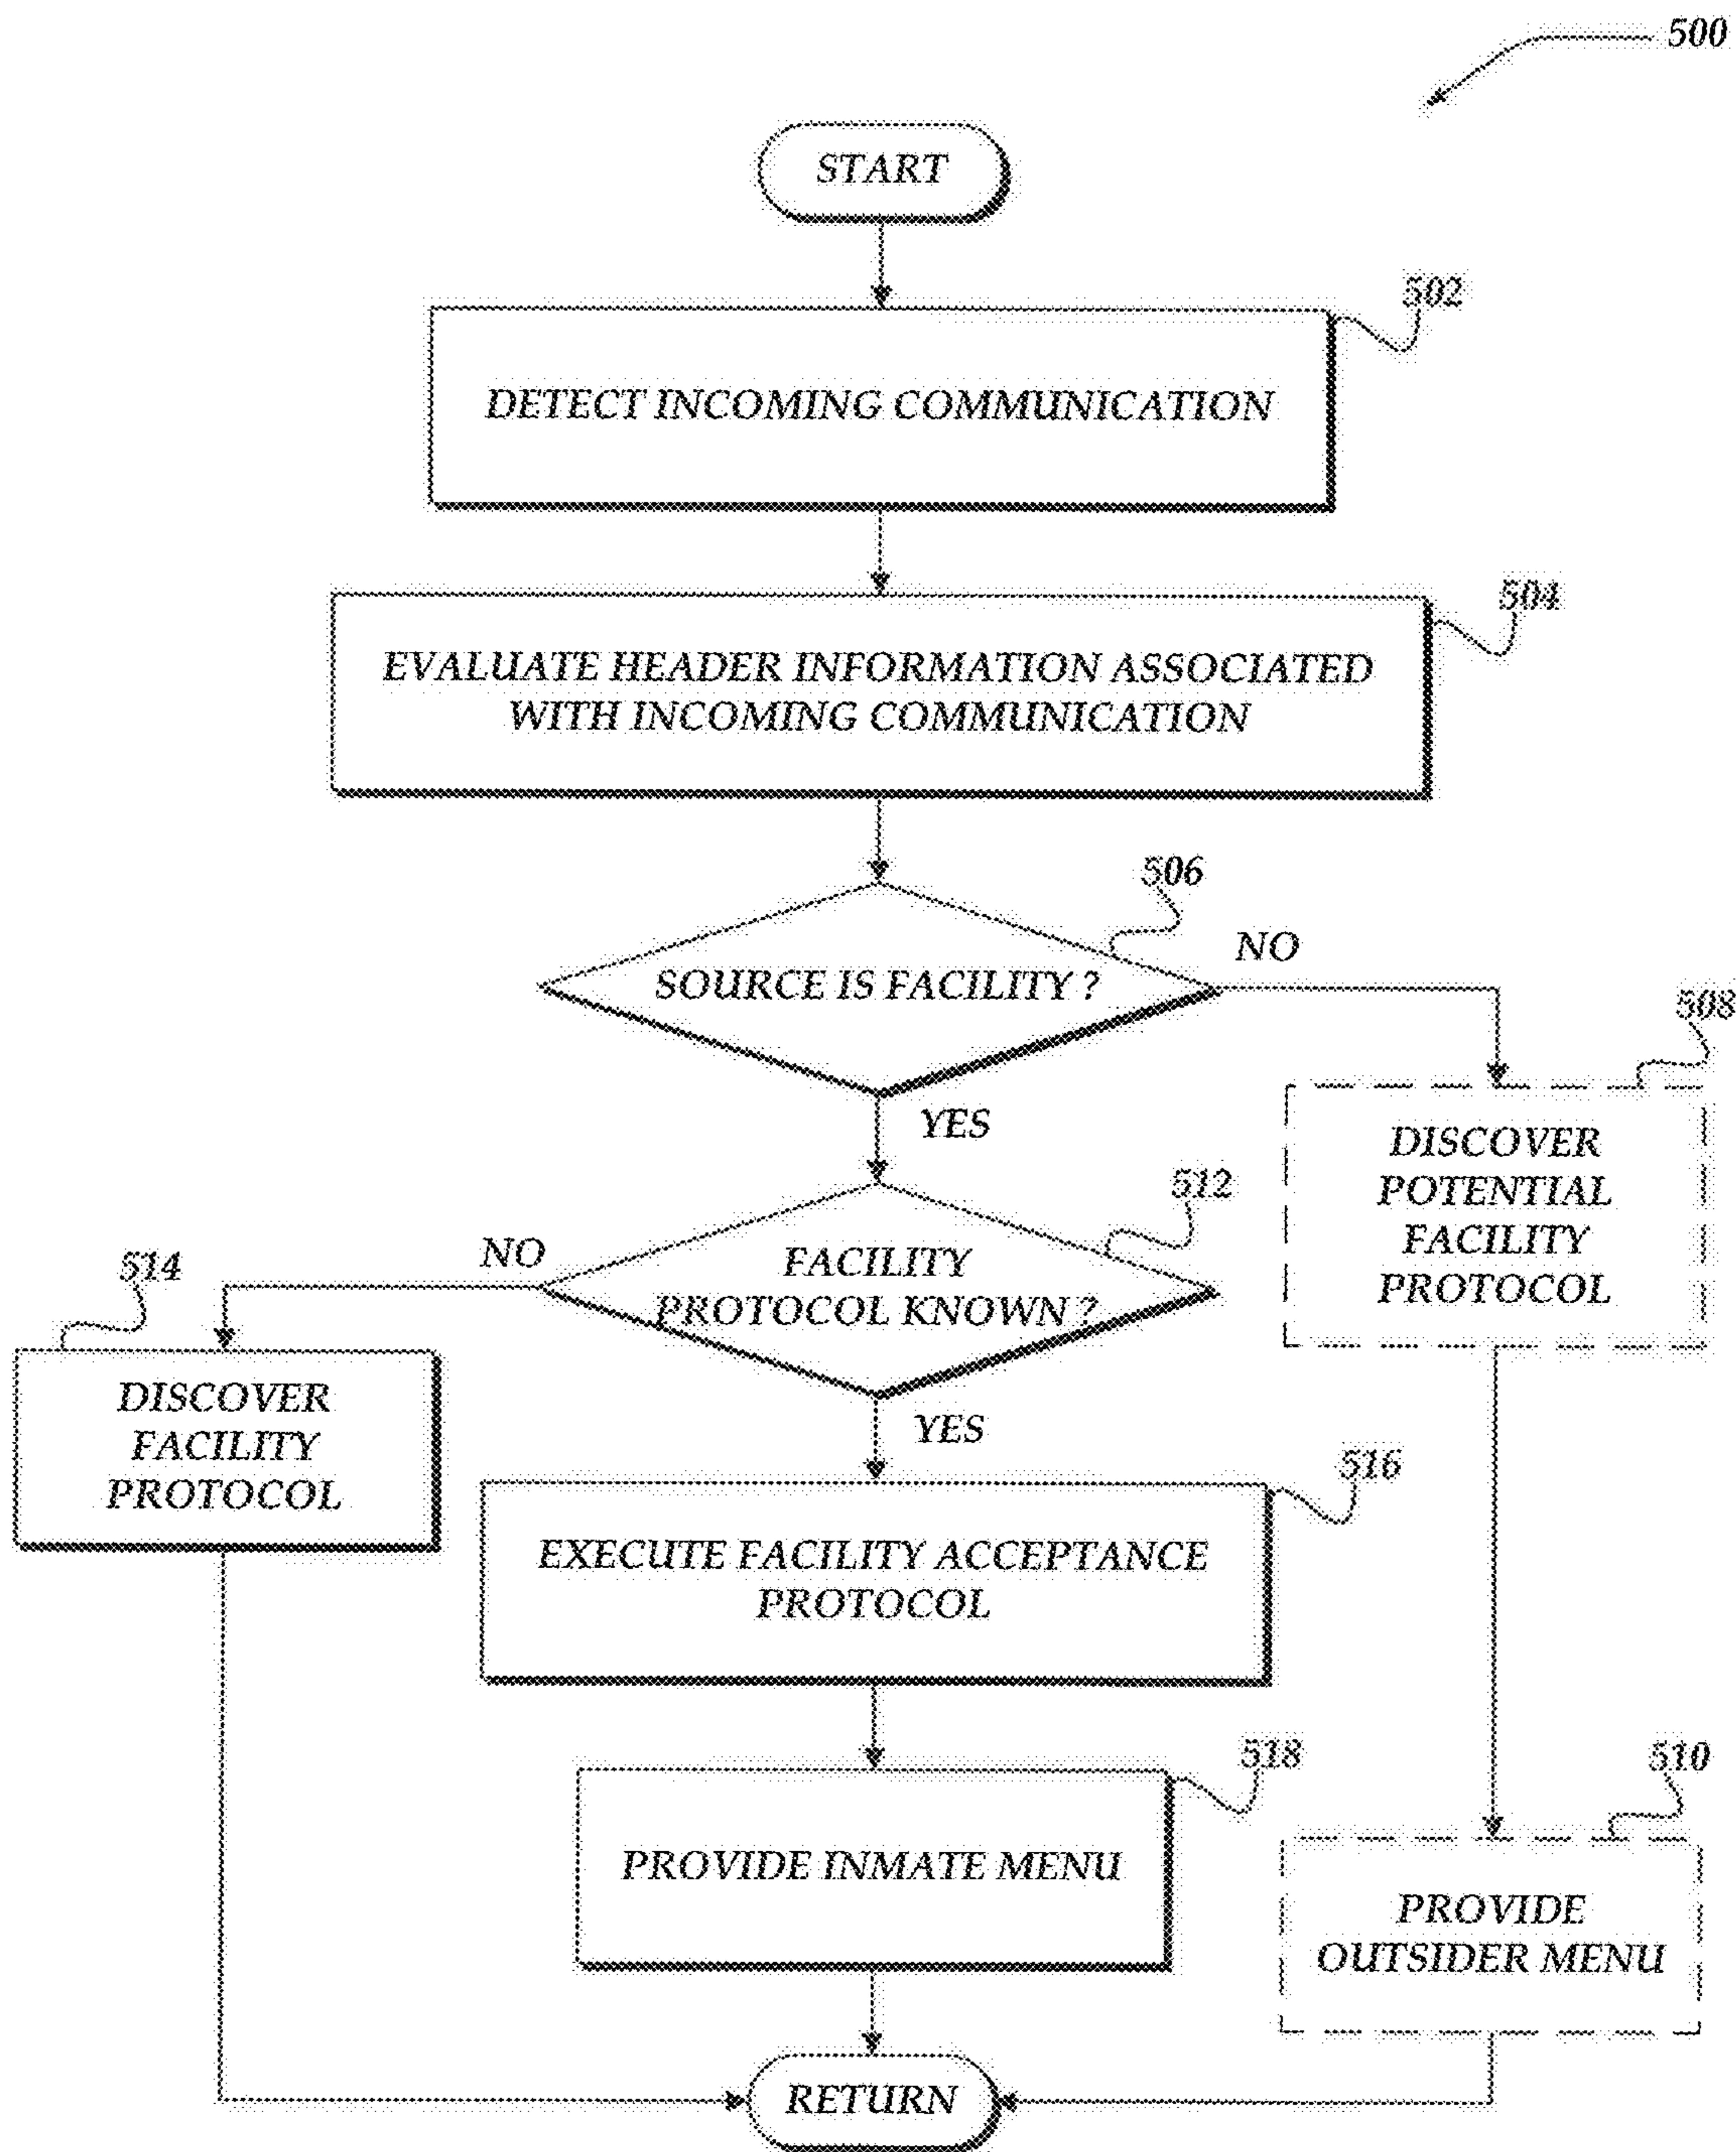 500
START
502
DETECT INCOMING COMMUNICATION
504
EVALUATE HEADER INFORMATION ASSOCIATED
WITH INCOMING COMMUNICATION
506
SOURCE IS FACILITY ?
NO
YES
508
DISCOVER
POTENTIAL
FACILITY
PROTOCOL
512
FACILITY
PROTOCOL KNOWN ?
NO
YES
514
DISCOVER
FACILITY
PROTOCOL
516
EXECUTE FACILITY ACCEPTANCE
PROTOCOL
518
PROVIDE INMATE MENU
510
PROVIDE
OUTSIDER MENU
RETURN